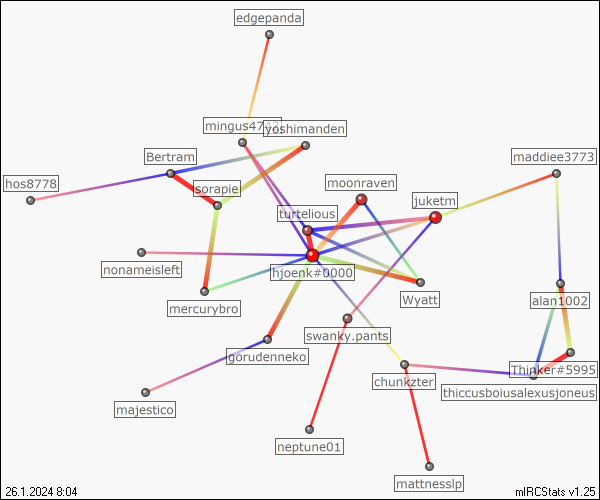 edgepanda
mingus47
yoshimanden
Bertram
maddiee3773
hos8778
sorapie
moonraven
juketm
turtelious
nonameisleft
hjoenk#0000
mercurybro
Wyatt
alan1002
swanky.pants
gorudenneko
Thinker#5995
chunkzter
thiccusboiusalexusjoneus
majestico
neptune01
mattnesslp
26.1.2024 8:04
mIRCStats v1.25